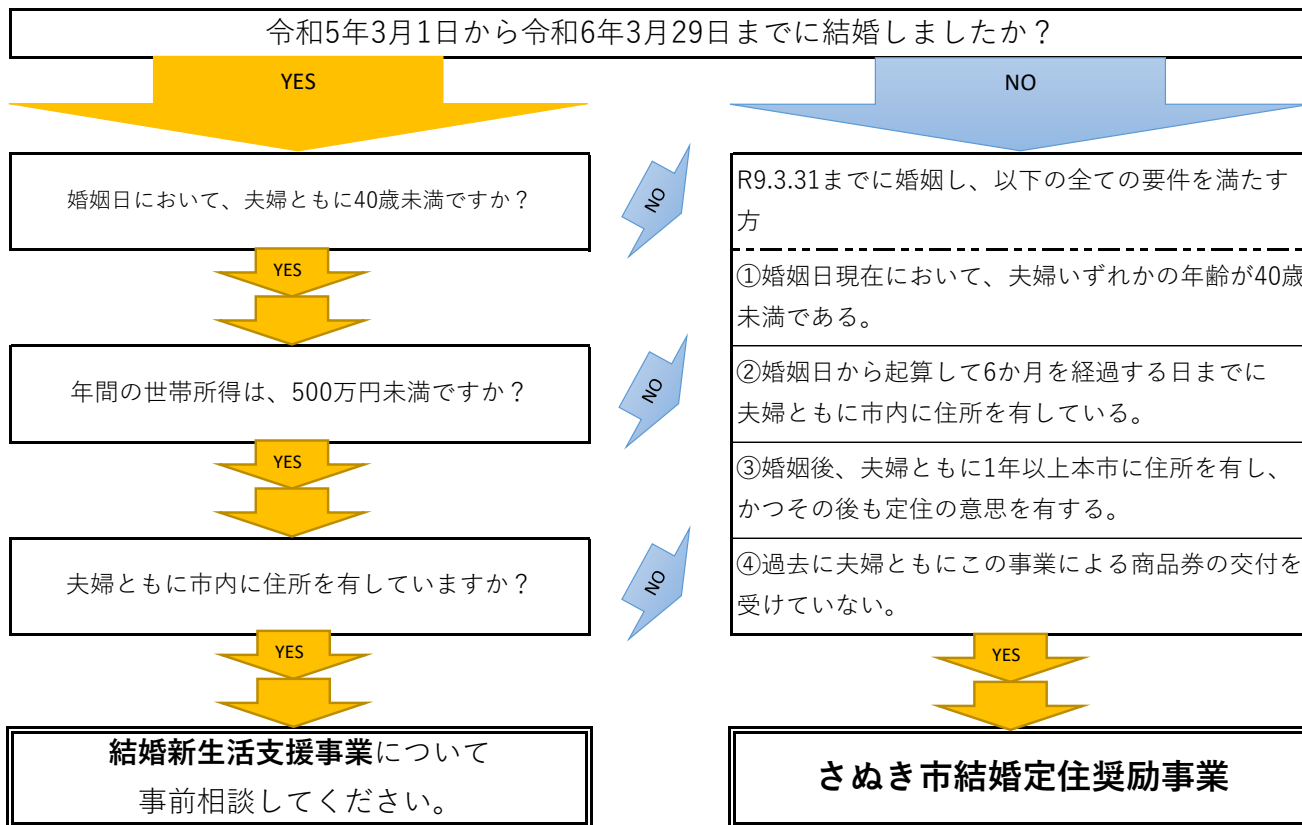 令和5年3月1日から令和6年3月29日までに結婚しましたか？
YES
NO
婚姻日において、夫婦ともに40歳未満ですか？
NO
YES
年間の世帯所得は、500万円未満ですか？
NO
YES
夫婦ともに市内に住所を有していますか？
NO
YES
結婚新生活支援事業について
事前相談してください。
R9.3.31までに婚姻し、以下の全ての要件を満たす
方
①婚姻日現在において、夫婦いずれかの年齢が40歳
未満である。
②婚姻日から起算して6か月を経過する日までに
夫婦ともに市内に住所を有している。
③婚姻後、夫婦ともに1年以上本市に住所を有し、
かつその後も定住の意思を有する。
④過去に夫婦ともにこの事業による商品券の交付を
受けていない。
YES
さぬき市結婚定住奨励事業